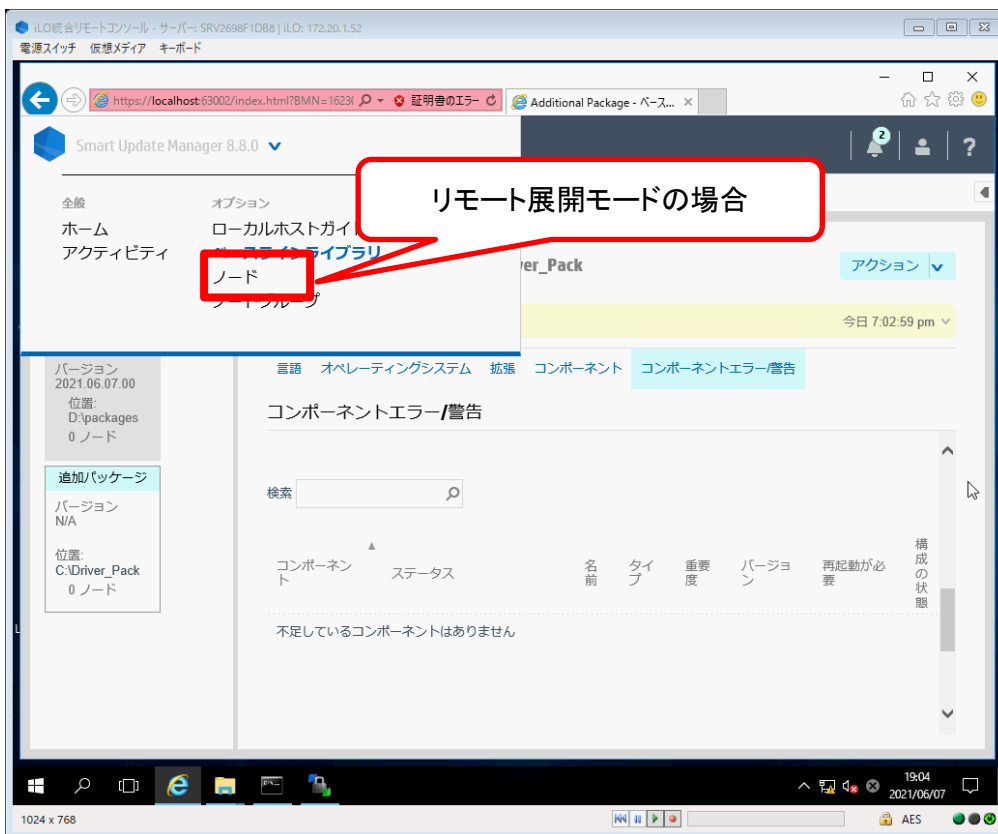 iLO統合リモートコンソール - サーバー: SRV2698F1DB8 | iLO: 172.20.1.52
電源スイッチ 仮想メディア キーボード
https://localhost:63002/index.html?BMN=1623( 証明書のエラー Additional Package - ベース...
Smart Update Manager 8.8.0
2
?
リモート展開モードの場合
全般
オプション
ホーム
ローカルホストガイド
アクティビティ
ベースラインライブラリ
ノード
ノードグループ
ver_Pack
アクション
今日 7:02:59 pm
バージョン
2021.06.07.00
位置:
D:\packages
0 ノード
言語 オペレーティングシステム 拡張 コンポーネント コンポーネントエラー/警告
コンポーネントエラー/警告
追加パッケージ
バージョン
N/A
位置:
C:\Driver_Pack
0 ノード
検索
コンポーネン
ト
ステータス
名
前
タイ
プ
重要
度
バージョ
ン
再起動が必
要
構
成
の
状
態
不足しているコンポーネントはありません
19:04
2021/06/07
1024 x 768
AES